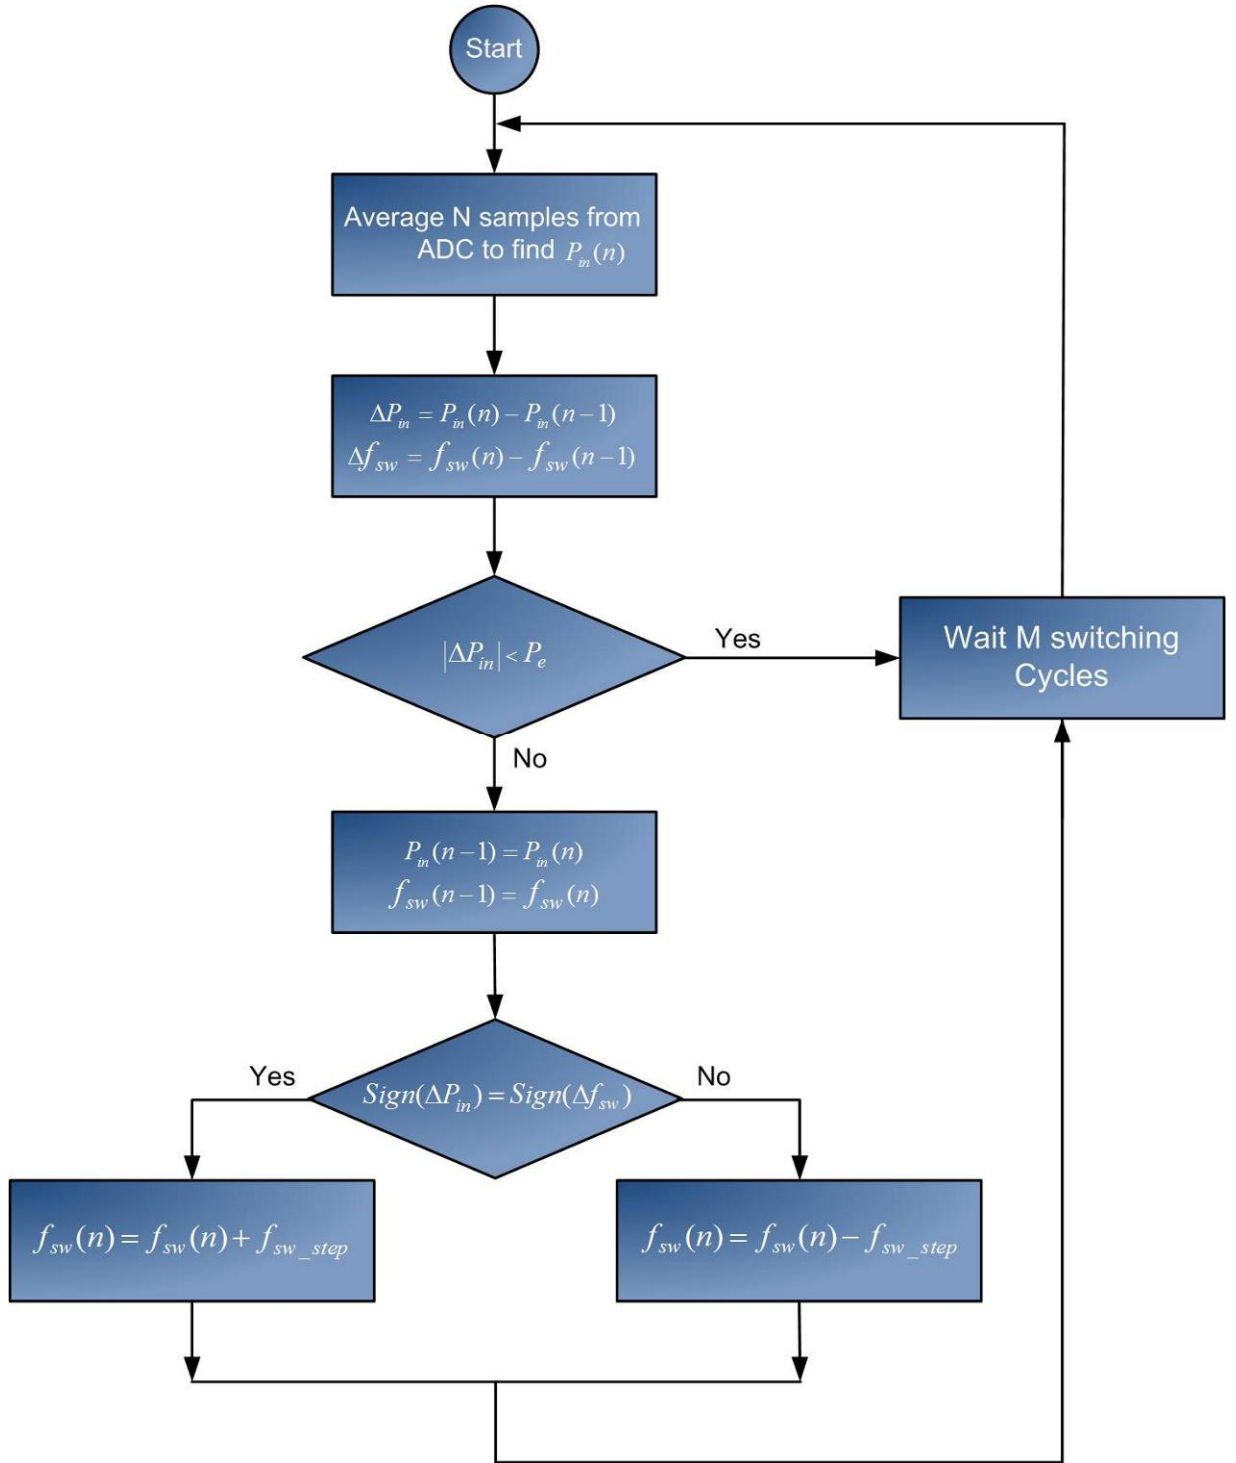 Start
Average N samples from
ADC to find P_in(n)
ΔP_in = P_in(n) − P_in(n−1)
Δf_sw = f_sw(n) − f_sw(n−1)
|ΔP_in| < P_e
Yes
Wait M switching
Cycles
No
P_in(n−1) = P_in(n)
f_sw(n−1) = f_sw(n)
Yes
Sign(ΔP_in) = Sign(Δf_sw)
No
f_sw(n) = f_sw(n) + f_sw_step
f_sw(n) = f_sw(n) − f_sw_step